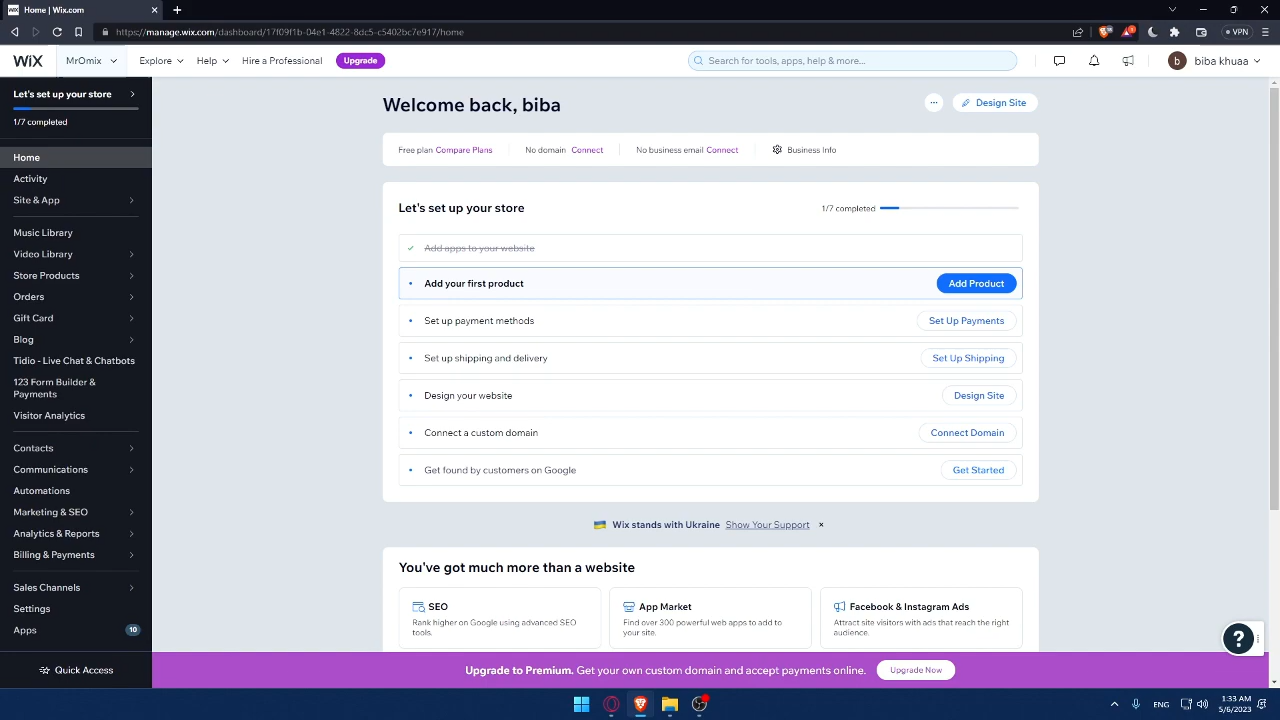 https://manage.wix.com/dashboard/17f09f1b-04e1-4822-8dc5-c5402bc7e917/home
VPN
WiX
MrOmix
Explore
Help
Hire a Professional
Upgrade
Search for tools, apps, help & more...
b
biba khuaa
Let's set up your store
1/7 completed
Home
Activity
Site & App
Music Library
Video Library
Store Products
Orders
Gift Card
Blog
Tidio - Live Chat & Chatbots
123 Form Builder &
Payments
Visitor Analytics
Contacts
Communications
Automations
Marketing & SEO
Analytics & Reports
Billing & Payments
Sales Channels
Settings
Apps 10
Quick Access
Welcome back, biba
Design Site
Free plan Compare Plans
No domain Connect
No business email Connect
Business Info
Let's set up your store
1/7 completed
Add apps to your website
Add your first product
Add Product
Set up payment methods
Set Up Payments
Set up shipping and delivery
Set Up Shipping
Design your website
Design Site
Connect a custom domain
Connect Domain
Get found by customers on Google
Get Started
Wix stands with Ukraine Show Your Support
You've got much more than a website
SEO
Rank higher on Google using advanced SEO
tools.
App Market
Find over 300 powerful web apps to add to
your site.
Facebook & Instagram Ads
Attract site visitors with ads that reach the right
audience.
?
Upgrade to Premium. Get your own custom domain and accept payments online.
Upgrade Now
ENG
1:33 AM
5/6/2023